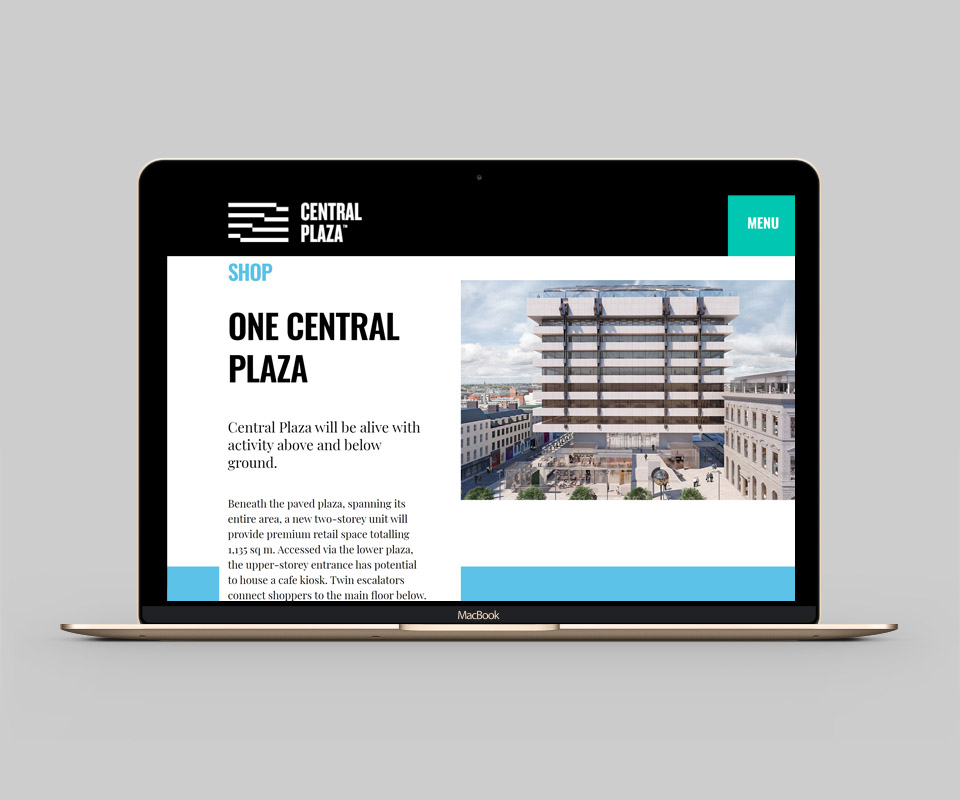 CENTRAL
PLAZA™
MENU
SHOP
ONE CENTRAL
PLAZA
Central Plaza will be alive with
activity above and below
ground.
Beneath the paved plaza, spanning its
entire area, a new two-storey unit will
provide premium retail space totalling
1,135 sq m. Accessed via the lower plaza,
the upper-storey entrance has potential
to house a cafe kiosk. Twin escalators
connect shoppers to the main floor below.
MacBook